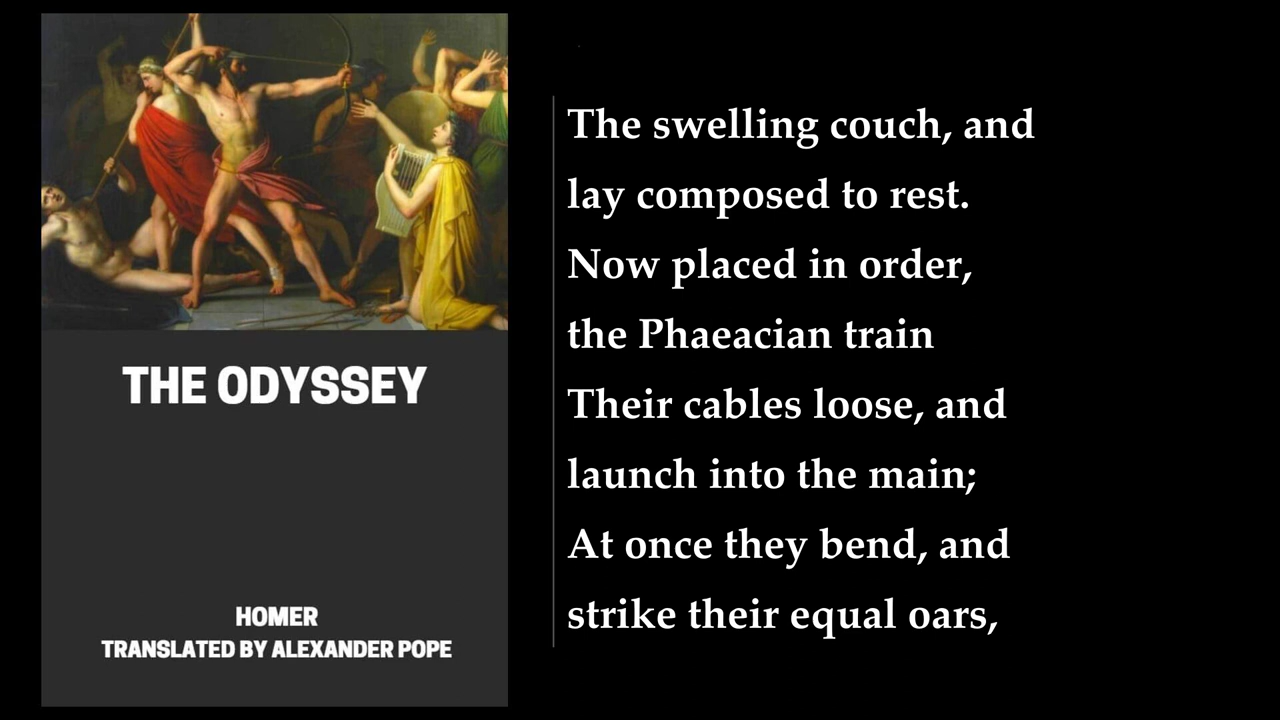 THE ODYSSEY
HOMER
TRANSLATED BY ALEXANDER POPE
The swelling couch, and
lay composed to rest.
Now placed in order,
the Phaeacian train
Their cables loose, and
launch into the main;
At once they bend, and
strike their equal oars,